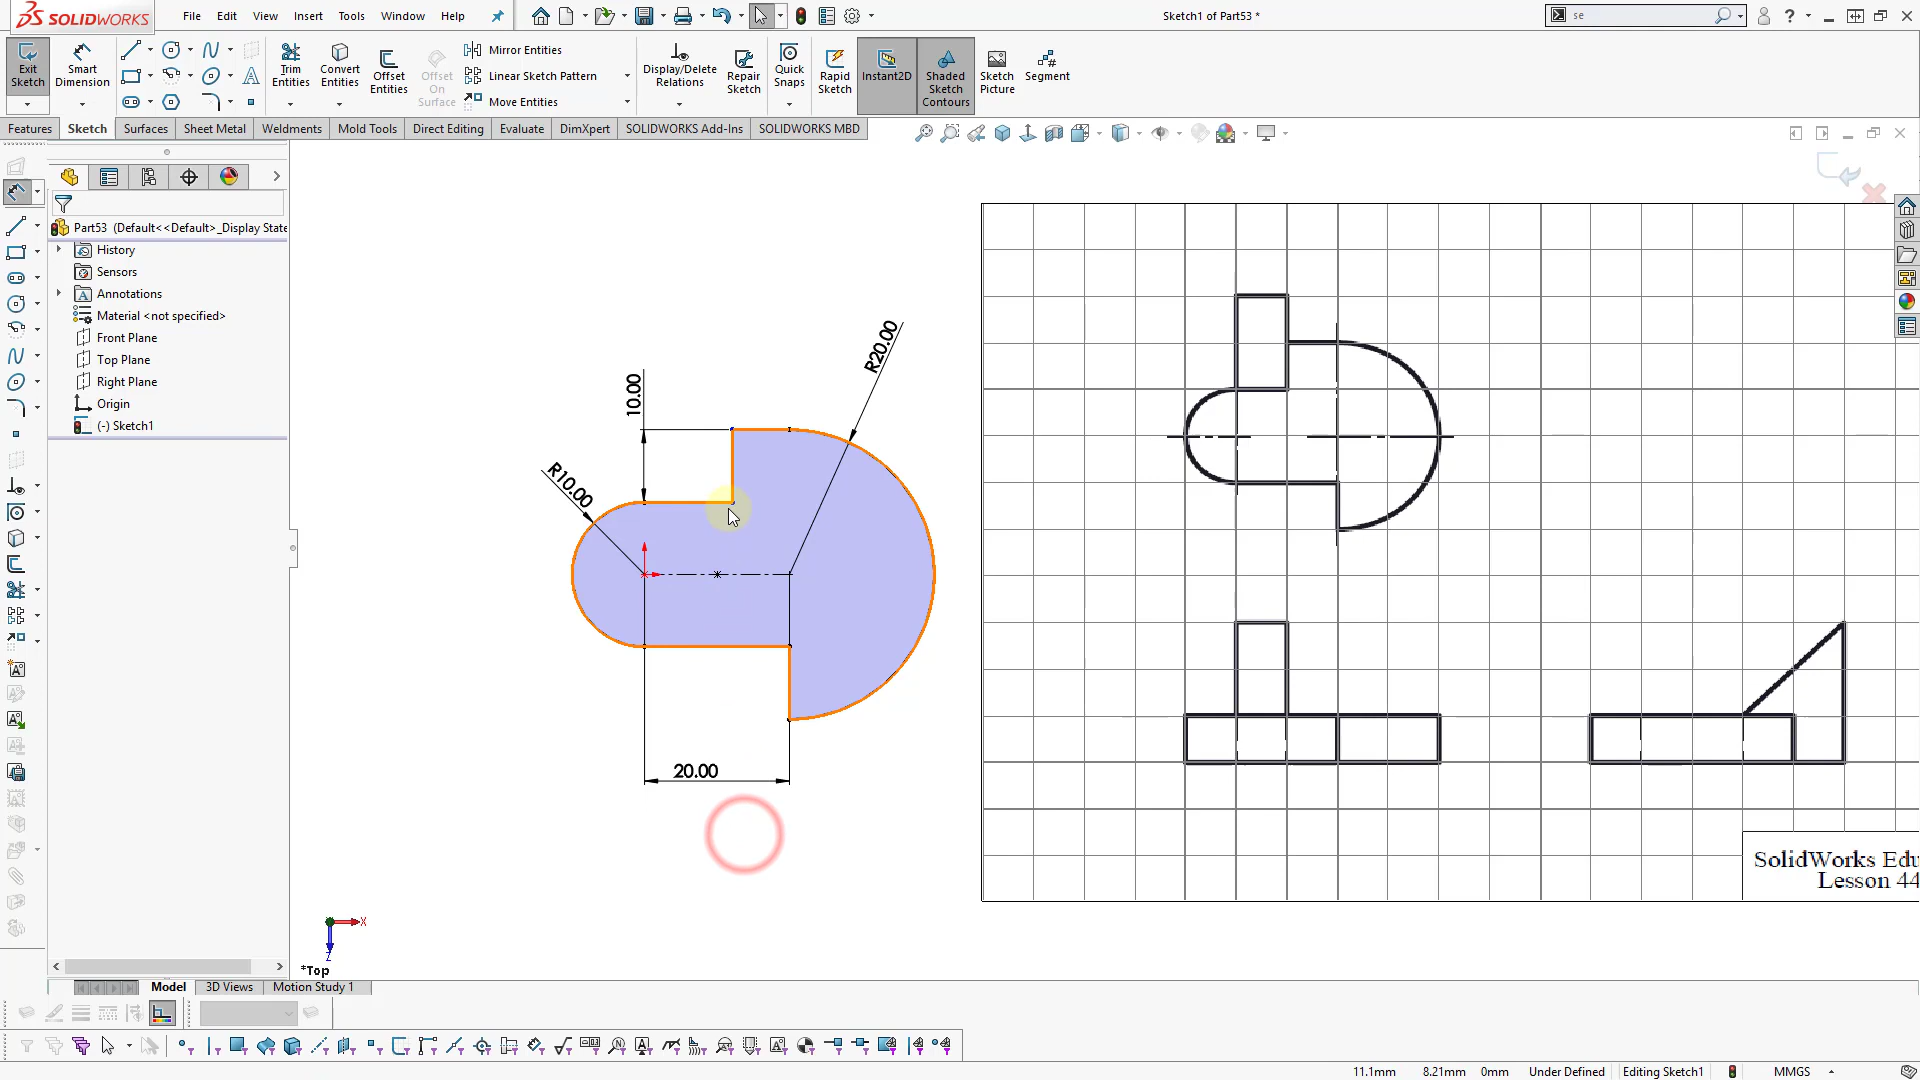 SOLIDWORKS
File Edit View Insert Tools Window Help
Sketch1 of Part53 *
se
Exit Sketch
Smart Dimension
Trim Entities
Convert Entities
Offset Entities
Offset On Surface
Mirror Entities
Linear Sketch Pattern
Move Entities
Display/Delete Relations
Repair Sketch
Quick Snaps
Rapid Sketch
Instant2D
Shaded Sketch Contours
Sketch Picture
Segment
Features Sketch Surfaces Sheet Metal Weldments Mold Tools Direct Editing Evaluate DimXpert SOLIDWORKS Add-Ins SOLIDWORKS MBD
Part53 (Default<<Default>_Display State
History
Sensors
Annotations
Material <not specified>
Front Plane
Top Plane
Right Plane
Origin
(-) Sketch1
R20.00
10.00
R10.00
20.00
SolidWorks Edu
Lesson 44
X
Z
*Top
Model 3D Views Motion Study 1
11.1mm 8.21mm 0mm Under Defined Editing Sketch1 MMGS